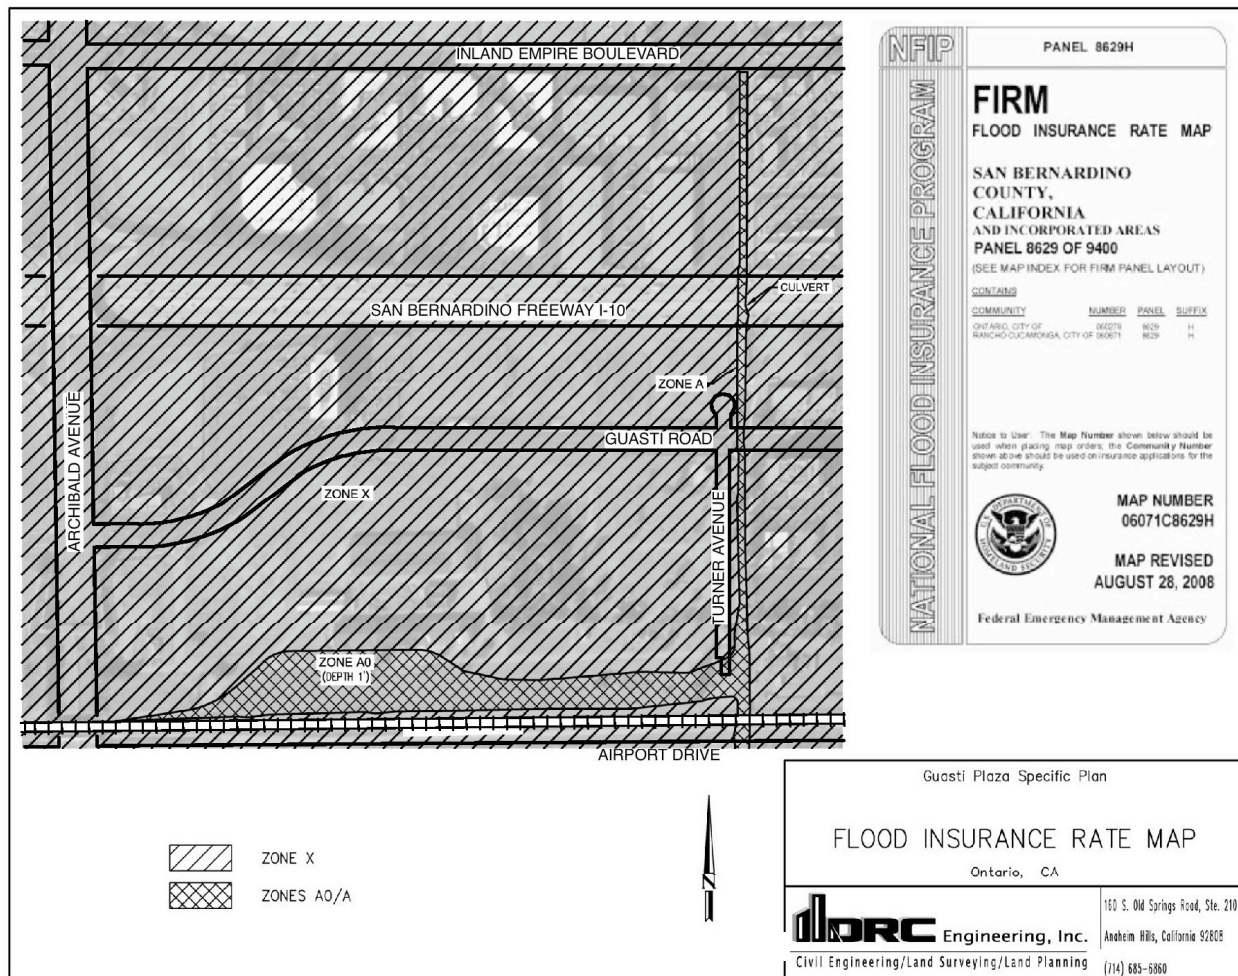 INLAND EMPIRE BOULEVARD
CULVERT
SAN BERNARDINO FREEWAY I-10
ZONE A
ARCHIBALD AVENUE
GUASTI ROAD
ZONE X
TURNER AVENUE
ZONE A0
(DEPTH 1')
AIRPORT DRIVE
NFIP
NATIONAL FLOOD INSURANCE PROGRAM
PANEL 8629H
FIRM
FLOOD INSURANCE RATE MAP
SAN BERNARDINO
COUNTY,
CALIFORNIA
AND INCORPORATED AREAS
PANEL 8629 OF 9400
(SEE MAP INDEX FOR FIRM PANEL LAYOUT)
CONTAINS
COMMUNITY NUMBER PANEL SUFFIX
ONTARIO, CITY OF 060278 8629 H
RANCHO CUCAMONGA, CITY OF 060671 8629 H
Notice to User: The Map Number shown below should be
used when placing map orders; the Community Number
shown above should be used on insurance applications for the
subject community.
U.S. DEPARTMENT OF
HOMELAND SECURITY
MAP NUMBER
06071C8629H
MAP REVISED
AUGUST 28, 2008
Federal Emergency Management Agency
ZONE X
ZONES A0/A
N
Guasti Plaza Specific Plan
FLOOD INSURANCE RATE MAP
Ontario, CA
DRC Engineering, Inc.
Civil Engineering/Land Surveying/Land Planning
160 S. Old Springs Road, Ste. 210
Anaheim Hills, California 92808
(714) 685-6860